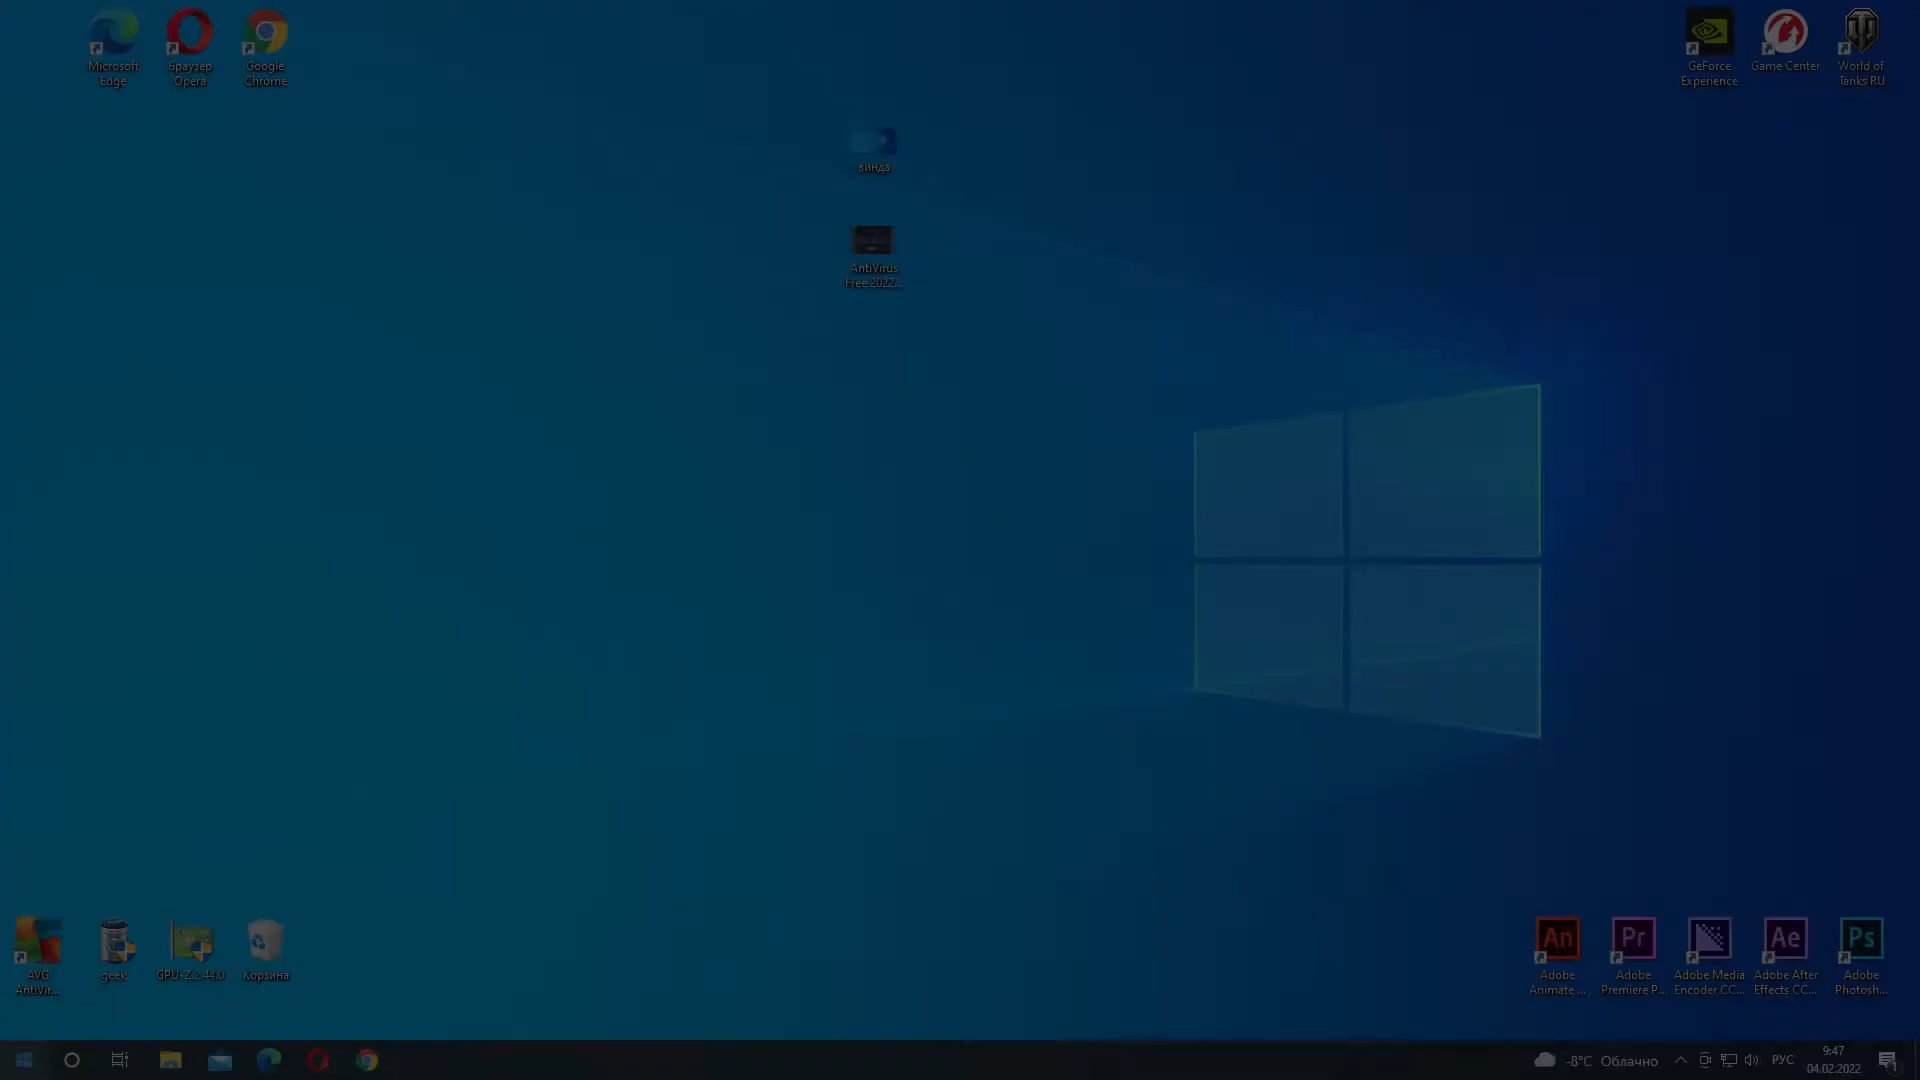 Microsoft
Edge
Браузер
Opera
Google
Chrome
GeForce
Experience
Game Center
World of
Tanks RU
винда
AntiVirus
Free 2022...
AVG
AntiVir...
geek
GPU-Z.2.44.0
Корзина
An
Adobe
Animate ...
Pr
Adobe
Premiere P...
Adobe Media
Encoder CC...
Ae
Adobe After
Effects CC...
Ps
Adobe
Photosh...
-8°C Облачно
РУС
9:47
04.02.2022
1